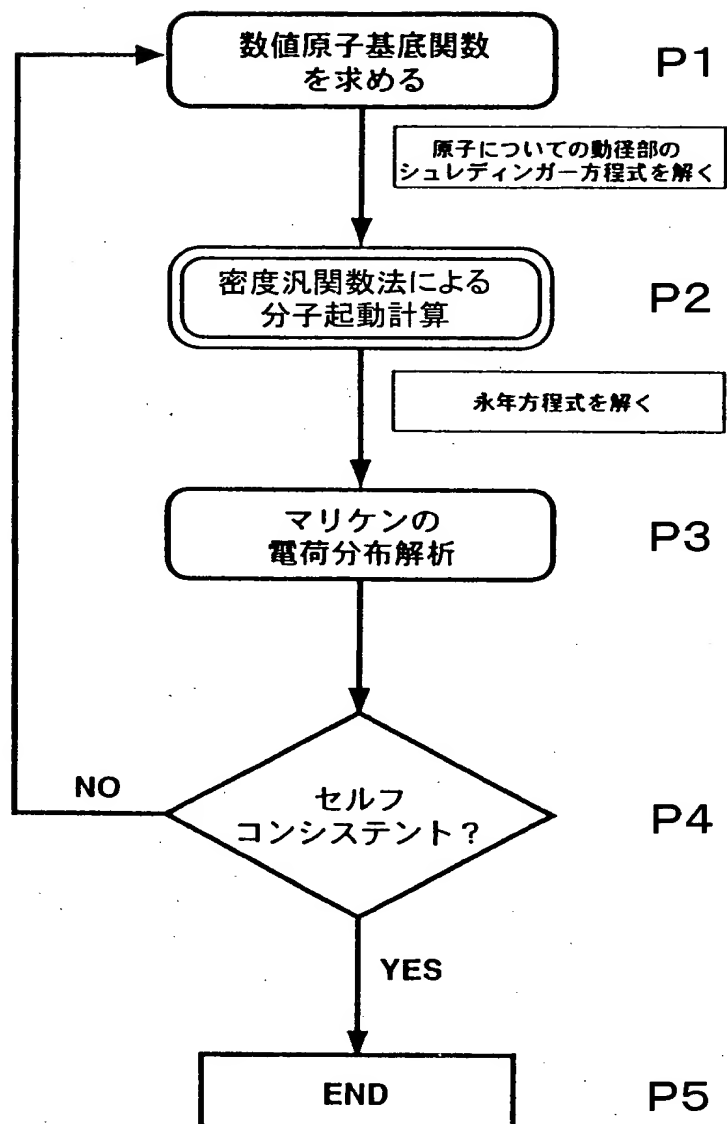 数値原子基底関数
を求める
P1
原子についての動径部の
シュレディンガー方程式を解く
密度汎関数法による
分子起動計算
P2
永年方程式を解く
マリケンの
電荷分布解析
P3
NO
セルフ
コンシステント？
P4
YES
END
P5